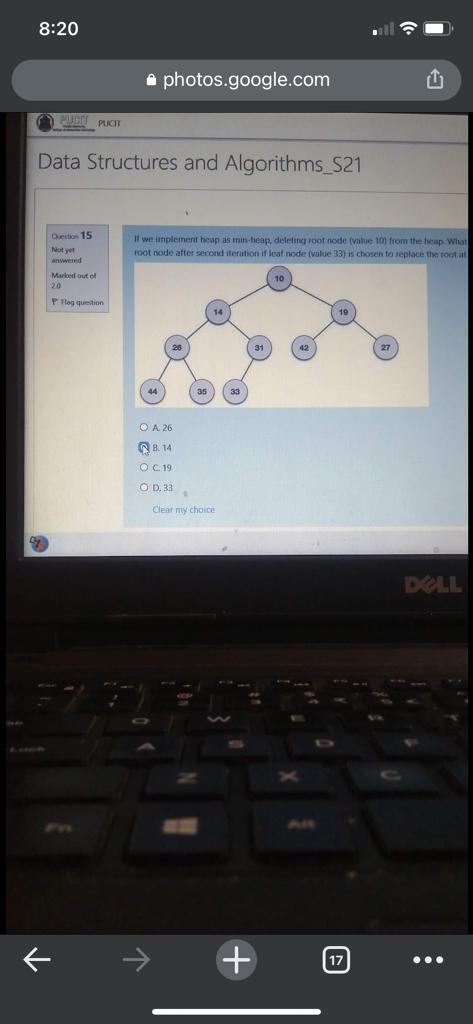 8:20
photos.google.com
PUCIT PUCIT
Data Structures and Algorithms_S21
Question 15
Not yet
answered
Marked out of
2.0
Flag question
If we implement heap as min-heap, deleting root node (value 10) from the heap. What
root node after second iteration if leaf node (value 33) is chosen to replace the root at
10
14 19
26 31 42 27
44 35 33
A. 26
B. 14
C. 19
D. 33
Clear my choice
DELL
Q W E R
A S D F
Z X C
Fn Alt
17